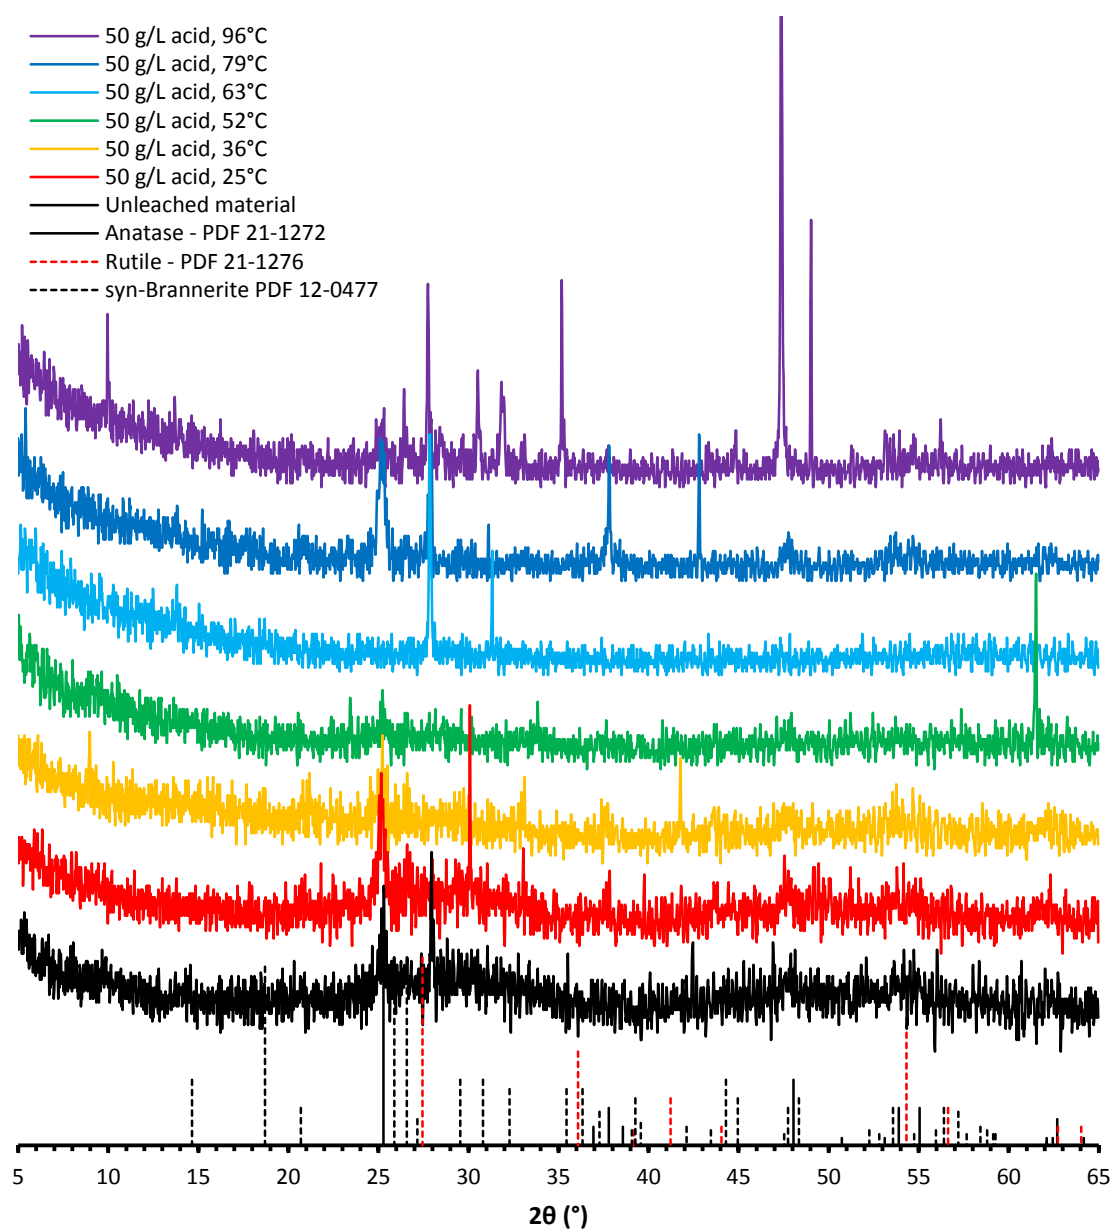 50 g/L acid, 96°C
50 g/L acid, 79°C
50 g/L acid, 63°C
50 g/L acid, 52°C
50 g/L acid, 36°C
50 g/L acid, 25°C
Unleached material
Anatase - PDF 21-1272
Rutile - PDF 21-1276
syn-Brannerite PDF 12-0477
5 10 15 20 25 30 35 40 45 50 55 60 65
2θ (°)